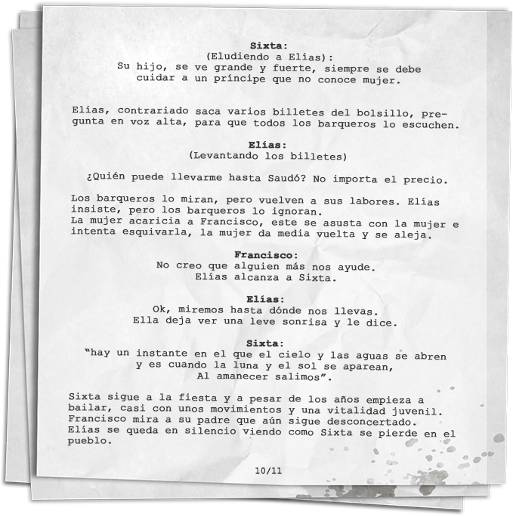 Sixta:
(Eludiendo a Elías):
Su hijo, se ve grande y fuerte, siempre se debe
cuidar a un príncipe que no conoce mujer.
Elías, contrariado saca varios billetes del bolsillo, pre-
gunta en voz alta, para que todos los barqueros lo escuchen.
Elías:
(Levantando los billetes)
¿Quién puede llevarme hasta Saudó? No importa el precio.
Los barqueros lo miran, pero vuelven a sus labores. Elías
insiste, pero los barqueros lo ignoran.
La mujer acaricia a Francisco, este se asusta con la mujer e
intenta esquivarla, la mujer da media vuelta y se aleja.
Francisco:
No creo que alguien más nos ayude.
Elías alcanza a Sixta.
Elías:
Ok, miremos hasta dónde nos llevas.
Ella deja ver una leve sonrisa y le dice.
Sixta:
“hay un instante en el que el cielo y las aguas se abren
y es cuando la luna y el sol se aparean,
Al amanecer salimos”.
Sixta sigue a la fiesta y a pesar de los años empieza a
bailar, casi con unos movimientos y una vitalidad juvenil.
Francisco mira a su padre que aún sigue desconcertado.
Elías se queda en silencio viendo como Sixta se pierde en el
pueblo.
10/11